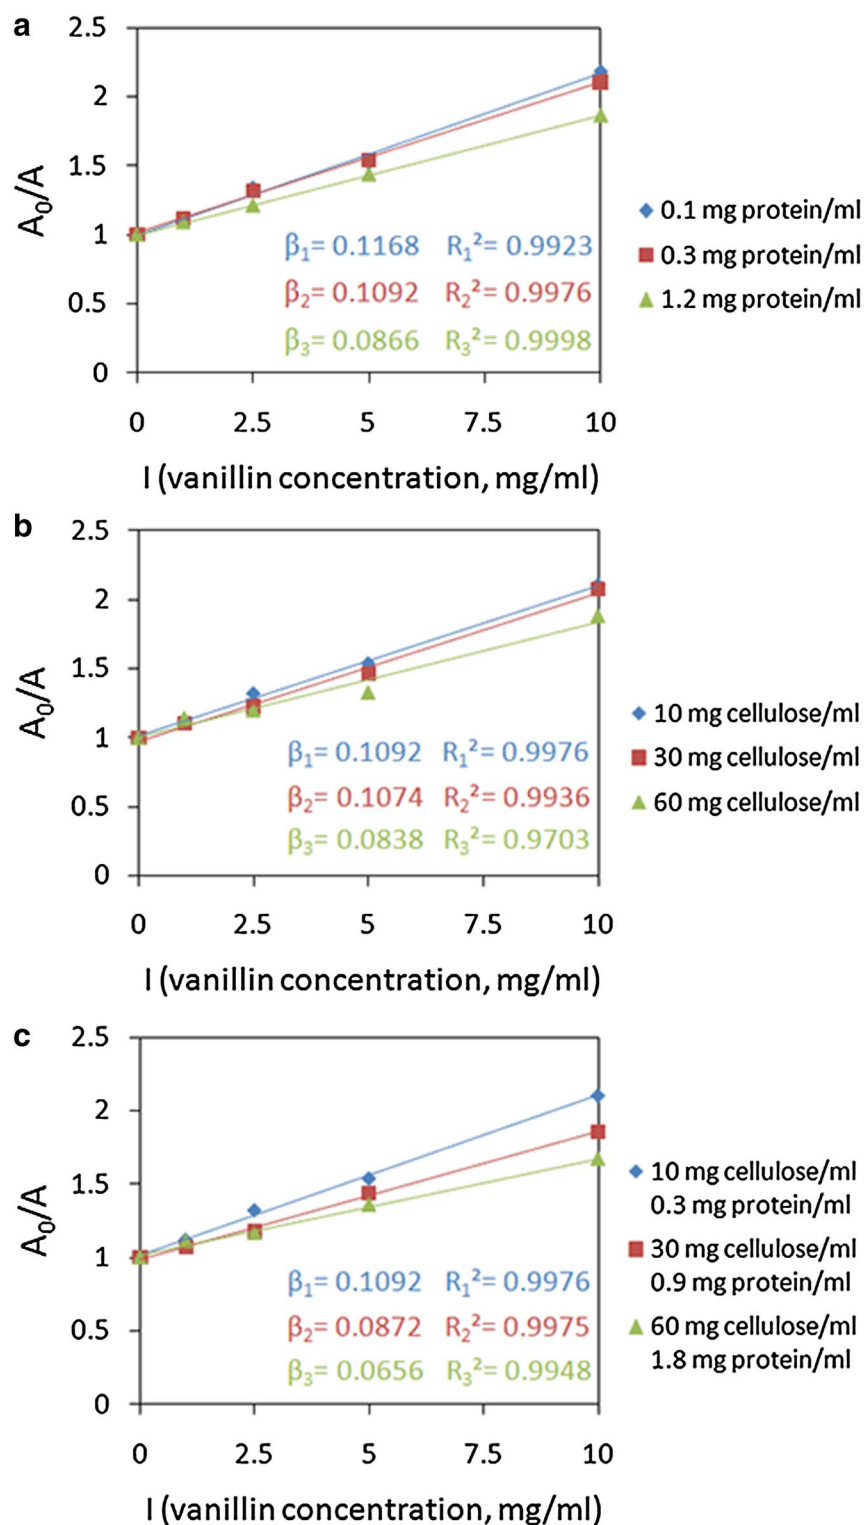 a
2.5
2
1.5
1
0.5
0
A₀/A
β₁= 0.1168 R₁²= 0.9923
β₂= 0.1092 R₂²= 0.9976
β₃= 0.0866 R₃²= 0.9998
0 2.5 5 7.5 10
I (vanillin concentration, mg/ml)
0.1 mg protein/ml
0.3 mg protein/ml
1.2 mg protein/ml
b
2.5
2
1.5
1
0.5
0
A₀/A
β₁= 0.1092 R₁²= 0.9976
β₂= 0.1074 R₂²= 0.9936
β₃= 0.0838 R₃²= 0.9703
0 2.5 5 7.5 10
I (vanillin concentration, mg/ml)
10 mg cellulose/ml
30 mg cellulose/ml
60 mg cellulose/ml
c
2.5
2
1.5
1
0.5
0
A₀/A
β₁= 0.1092 R₁²= 0.9976
β₂= 0.0872 R₂²= 0.9975
β₃= 0.0656 R₃²= 0.9948
0 2.5 5 7.5 10
I (vanillin concentration, mg/ml)
10 mg cellulose/ml
0.3 mg protein/ml
30 mg cellulose/ml
0.9 mg protein/ml
60 mg cellulose/ml
1.8 mg protein/ml